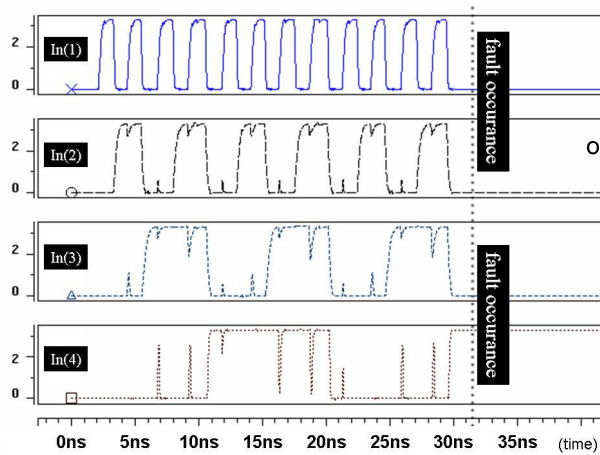 2
0
In(1)
fault occurance
2
0
In(2)
O
2
0
In(3)
fault occurance
2
0
In(4)
0ns 5ns 10ns 15ns 20ns 25ns 30ns 35ns (time)